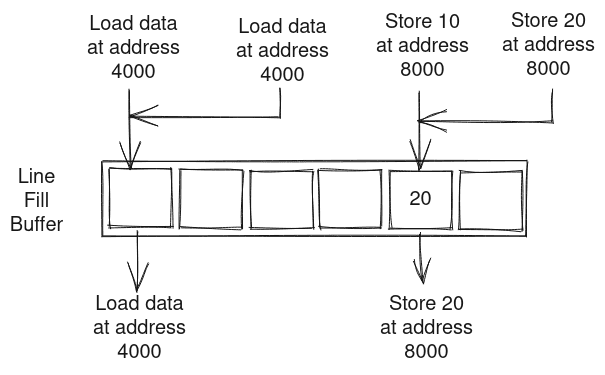 Load data
at address
4000
Load data
at address
4000
Store 10
at address
8000
Store 20
at address
8000
Line
Fill
Buffer
20
Load data
at address
4000
Store 20
at address
8000